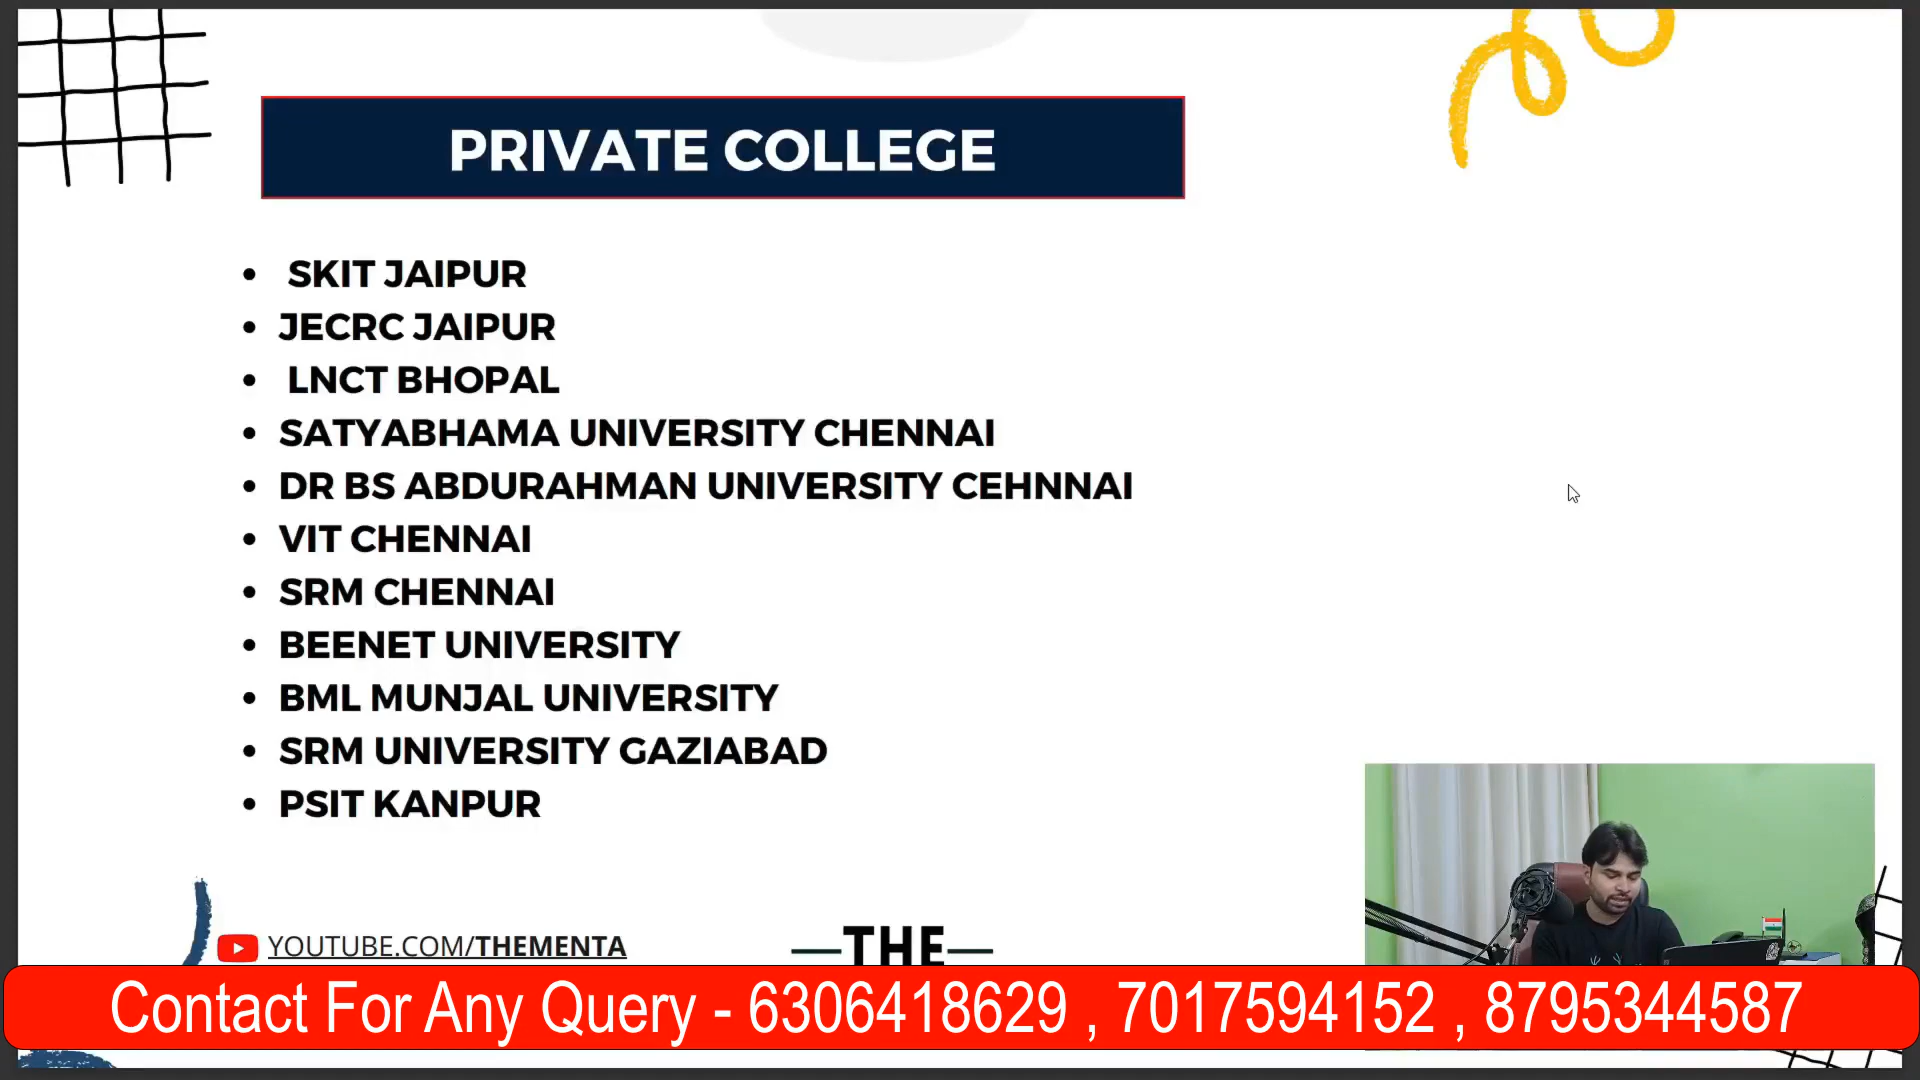 PRIVATE COLLEGE
• SKIT JAIPUR
• JECRC JAIPUR
• LNCT BHOPAL
• SATYABHAMA UNIVERSITY CHENNAI
• DR BS ABDURAHMAN UNIVERSITY CEHNNAI
• VIT CHENNAI
• SRM CHENNAI
• BEENET UNIVERSITY
• BML MUNJAL UNIVERSITY
• SRM UNIVERSITY GAZIABAD
• PSIT KANPUR
YOUTUBE.COM/THEMENTA
—THE—
Contact For Any Query - 6306418629 , 7017594152 , 8795344587